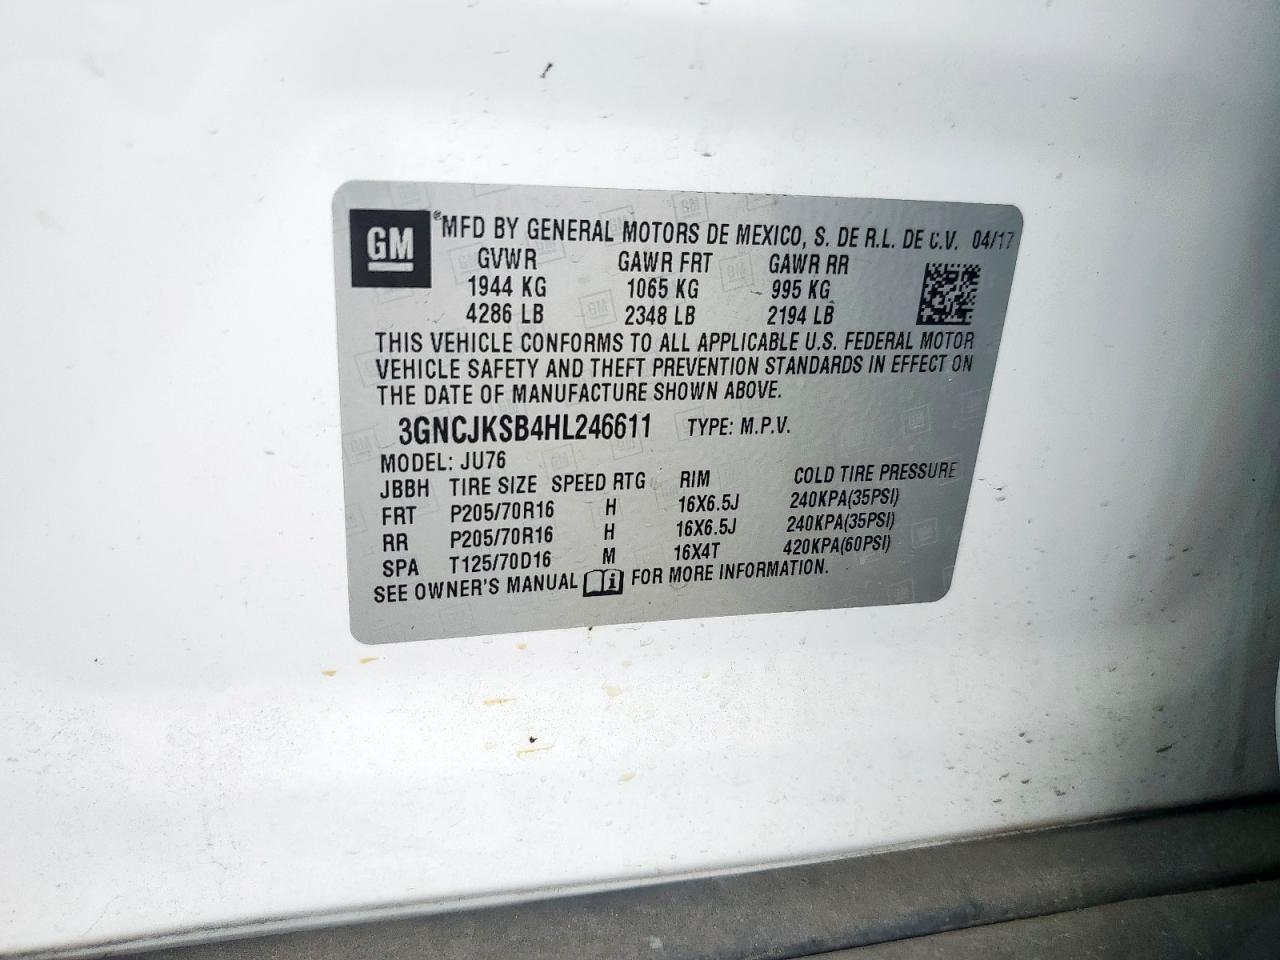 GM ® MFD BY GENERAL MOTORS DE MEXICO, S. DE R.L. DE C.V. 04/17
GVWR GAWR FRT GAWR RR
1944 KG 1065 KG 995 KG
4286 LB 2348 LB 2194 LB
THIS VEHICLE CONFORMS TO ALL APPLICABLE U.S. FEDERAL MOTOR
VEHICLE SAFETY AND THEFT PREVENTION STANDARDS IN EFFECT ON
THE DATE OF MANUFACTURE SHOWN ABOVE.
3GNCJKSB4HL246611 TYPE: M.P.V.
MODEL: JU76
JBBH TIRE SIZE SPEED RTG RIM COLD TIRE PRESSURE
FRT P205/70R16 H 16X6.5J 240KPA(35PSI)
RR P205/70R16 H 16X6.5J 240KPA(35PSI)
SPA T125/70D16 M 16X4T 420KPA(60PSI)
SEE OWNER'S MANUAL i FOR MORE INFORMATION.